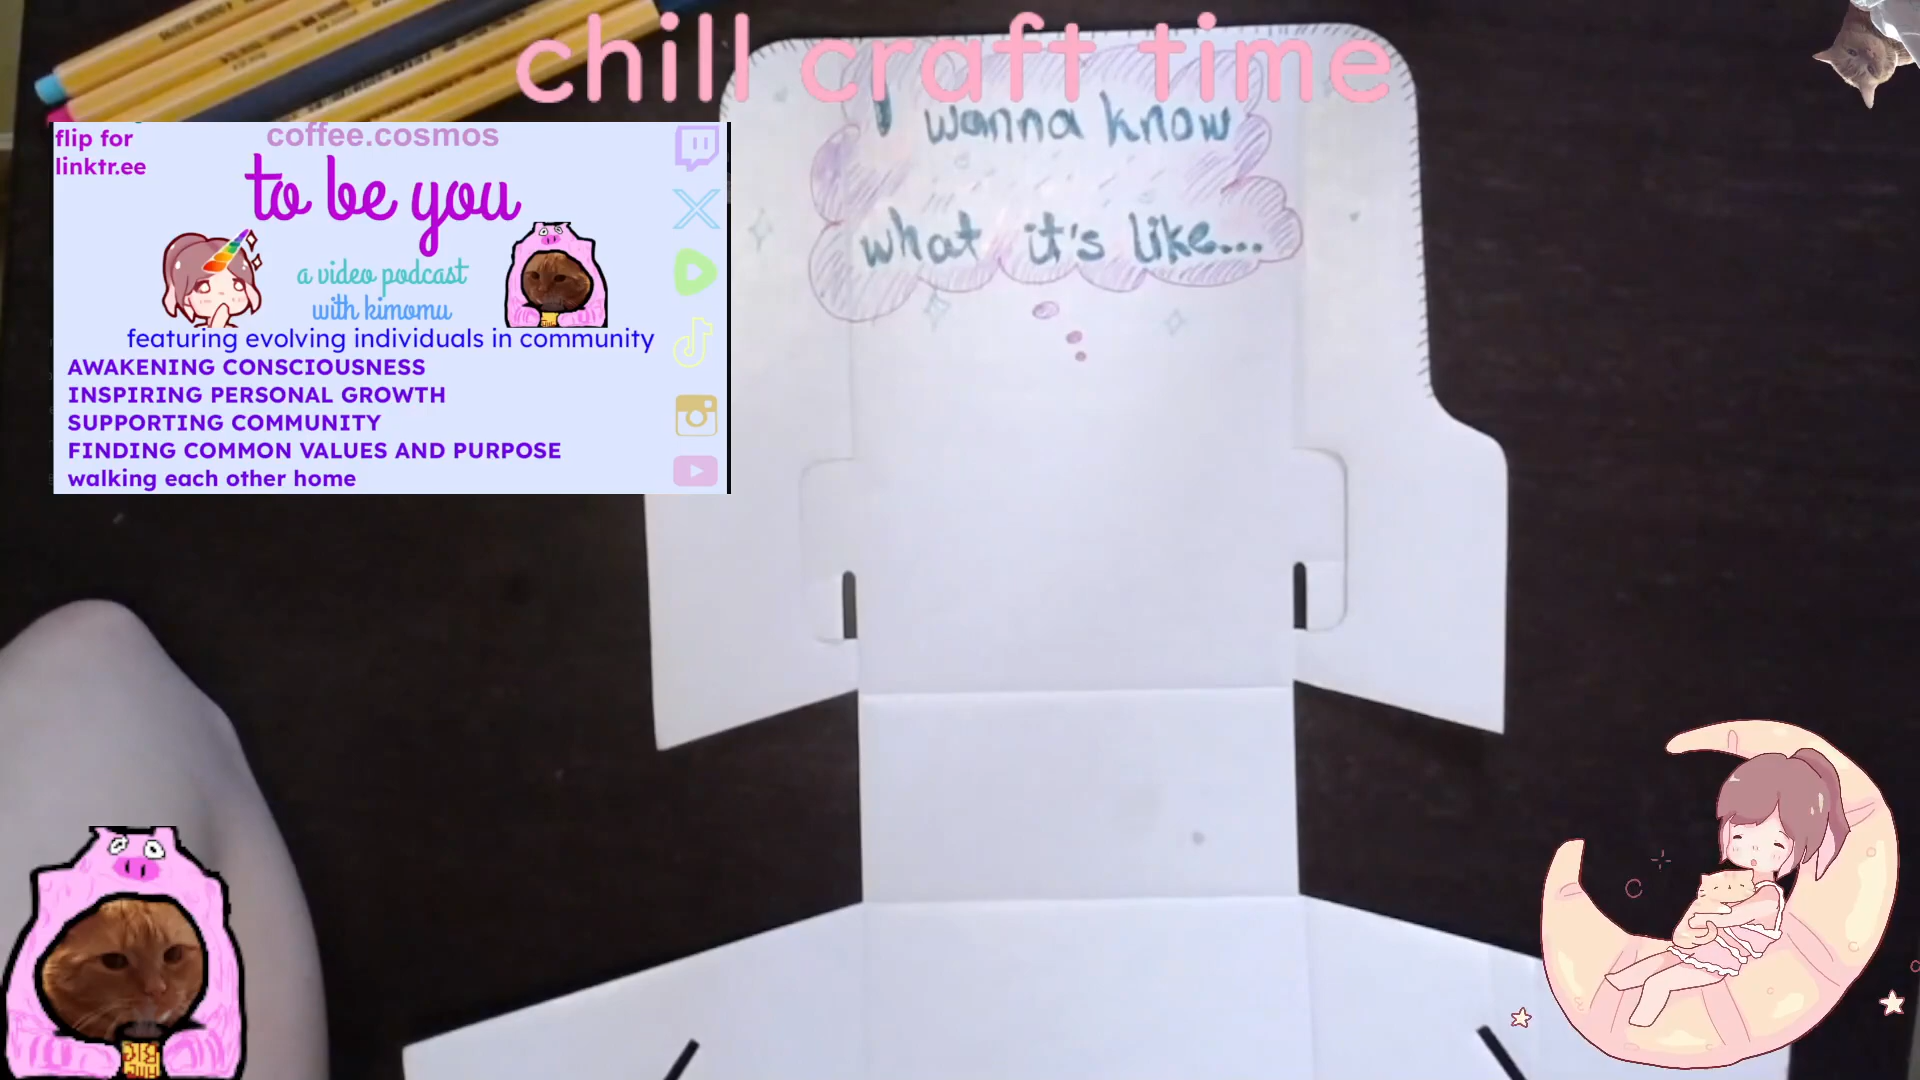 chill craft time
I wanna know
what it's like...
flip for
linktr.ee
coffee.cosmos
to be you
a video podcast
with kimomu
featuring evolving individuals in community
AWAKENING CONSCIOUSNESS
INSPIRING PERSONAL GROWTH
SUPPORTING COMMUNITY
FINDING COMMON VALUES AND PURPOSE
walking each other home